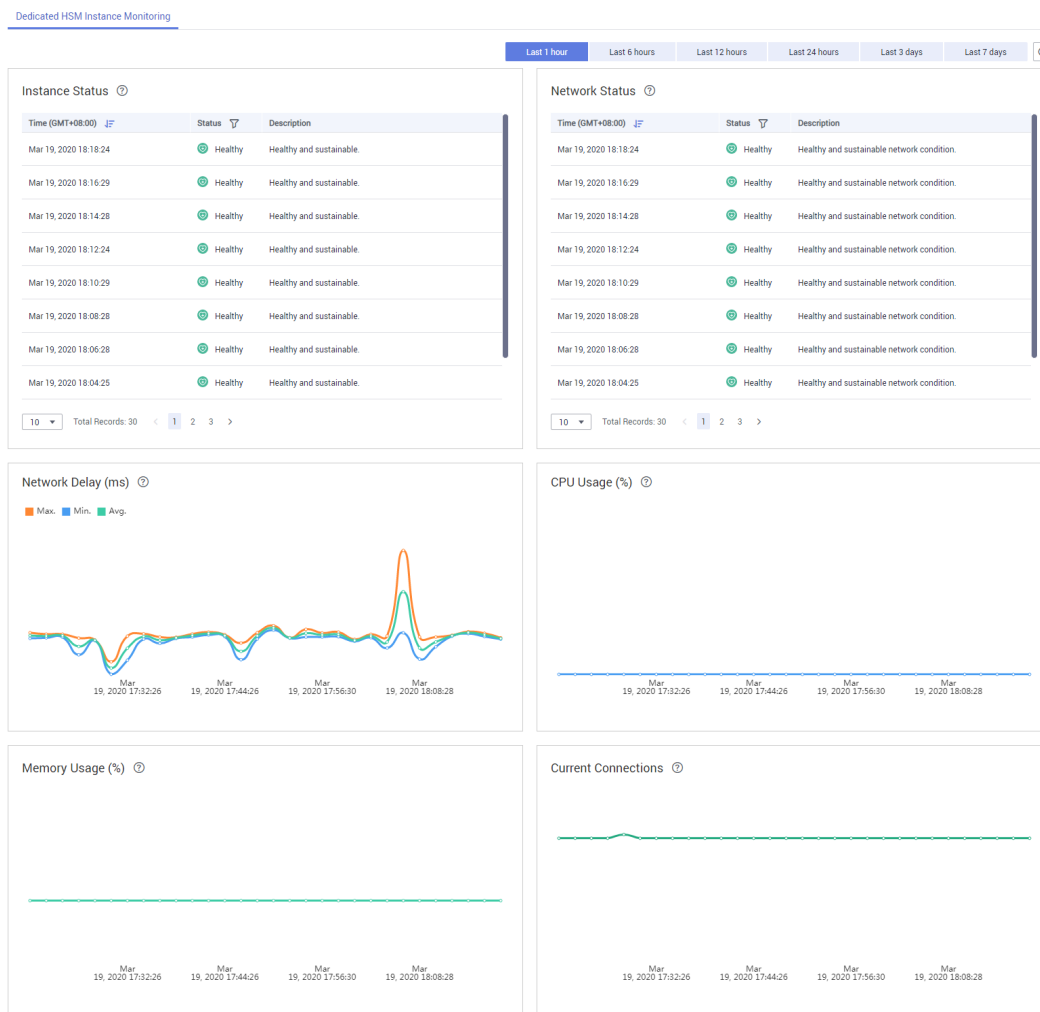 Dedicated HSM Instance Monitoring
Last 1 hour Last 6 hours Last 12 hours Last 24 hours Last 3 days Last 7 days
Instance Status
Time (GMT+08:00) Status Description
Mar 19, 2020 18:18:24 Healthy Healthy and sustainable.
Mar 19, 2020 18:16:29 Healthy Healthy and sustainable.
Mar 19, 2020 18:14:28 Healthy Healthy and sustainable.
Mar 19, 2020 18:12:24 Healthy Healthy and sustainable.
Mar 19, 2020 18:10:29 Healthy Healthy and sustainable.
Mar 19, 2020 18:08:28 Healthy Healthy and sustainable.
Mar 19, 2020 18:06:28 Healthy Healthy and sustainable.
Mar 19, 2020 18:04:25 Healthy Healthy and sustainable.
10 Total Records: 30 < 1 2 3 >
Network Status
Time (GMT+08:00) Status Description
Mar 19, 2020 18:18:24 Healthy Healthy and sustainable network condition.
Mar 19, 2020 18:16:29 Healthy Healthy and sustainable network condition.
Mar 19, 2020 18:14:28 Healthy Healthy and sustainable network condition.
Mar 19, 2020 18:12:24 Healthy Healthy and sustainable network condition.
Mar 19, 2020 18:10:29 Healthy Healthy and sustainable network condition.
Mar 19, 2020 18:08:28 Healthy Healthy and sustainable network condition.
Mar 19, 2020 18:06:28 Healthy Healthy and sustainable network condition.
Mar 19, 2020 18:04:25 Healthy Healthy and sustainable network condition.
10 Total Records: 30 < 1 2 3 >
Network Delay (ms)
Max. Min. Avg.
Mar Mar Mar Mar
19, 2020 17:32:26 19, 2020 17:44:26 19, 2020 17:56:30 19, 2020 18:08:28
CPU Usage (%)
Mar Mar Mar Mar
19, 2020 17:32:26 19, 2020 17:44:26 19, 2020 17:56:30 19, 2020 18:08:28
Memory Usage (%)
Mar Mar Mar Mar
19, 2020 17:32:26 19, 2020 17:44:26 19, 2020 17:56:30 19, 2020 18:08:28
Current Connections
Mar Mar Mar Mar
19, 2020 17:32:26 19, 2020 17:44:26 19, 2020 17:56:30 19, 2020 18:08:28